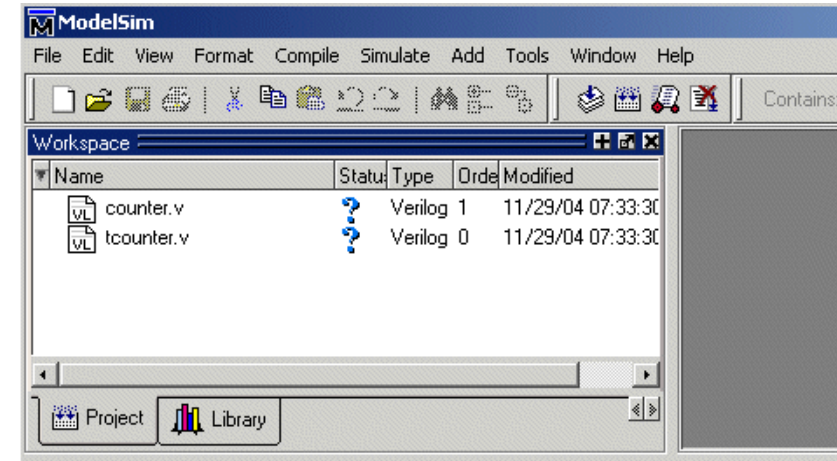 ModelSim
File Edit View Format Compile Simulate Add Tools Window Help
Contains:
Workspace
Name Statu Type Orde Modified
VL counter.v ? Verilog 1 11/29/04 07:33:30
VL tcounter.v ? Verilog 0 11/29/04 07:33:30
Project Library